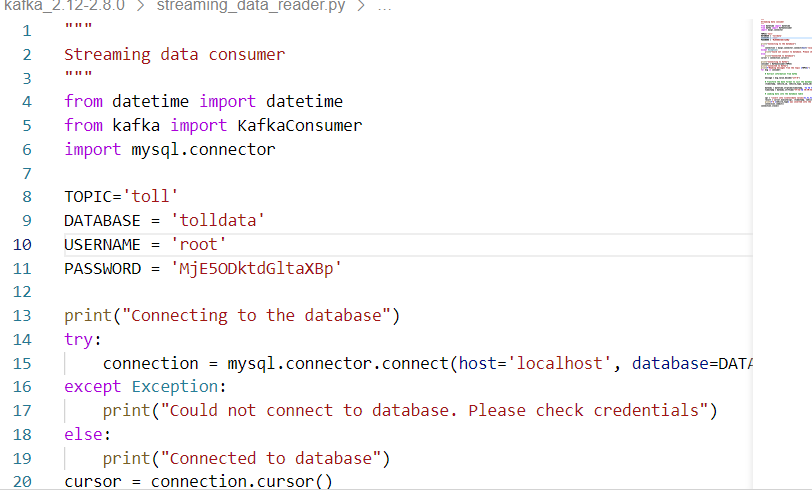 kafka_2.12-2.8.0 > streaming_data_reader.py > ...
1 """
2 Streaming data consumer
3 """
4 from datetime import datetime
5 from kafka import KafkaConsumer
6 import mysql.connector
7
8 TOPIC='toll'
9 DATABASE = 'tolldata'
10 USERNAME = 'root'
11 PASSWORD = 'MjE5ODktdGltaXBp'
12
13 print("Connecting to the database")
14 try:
15     connection = mysql.connector.connect(host='localhost', database=DATA
16 except Exception:
17     print("Could not connect to database. Please check credentials")
18 else:
19     print("Connected to database")
20 cursor = connection.cursor()